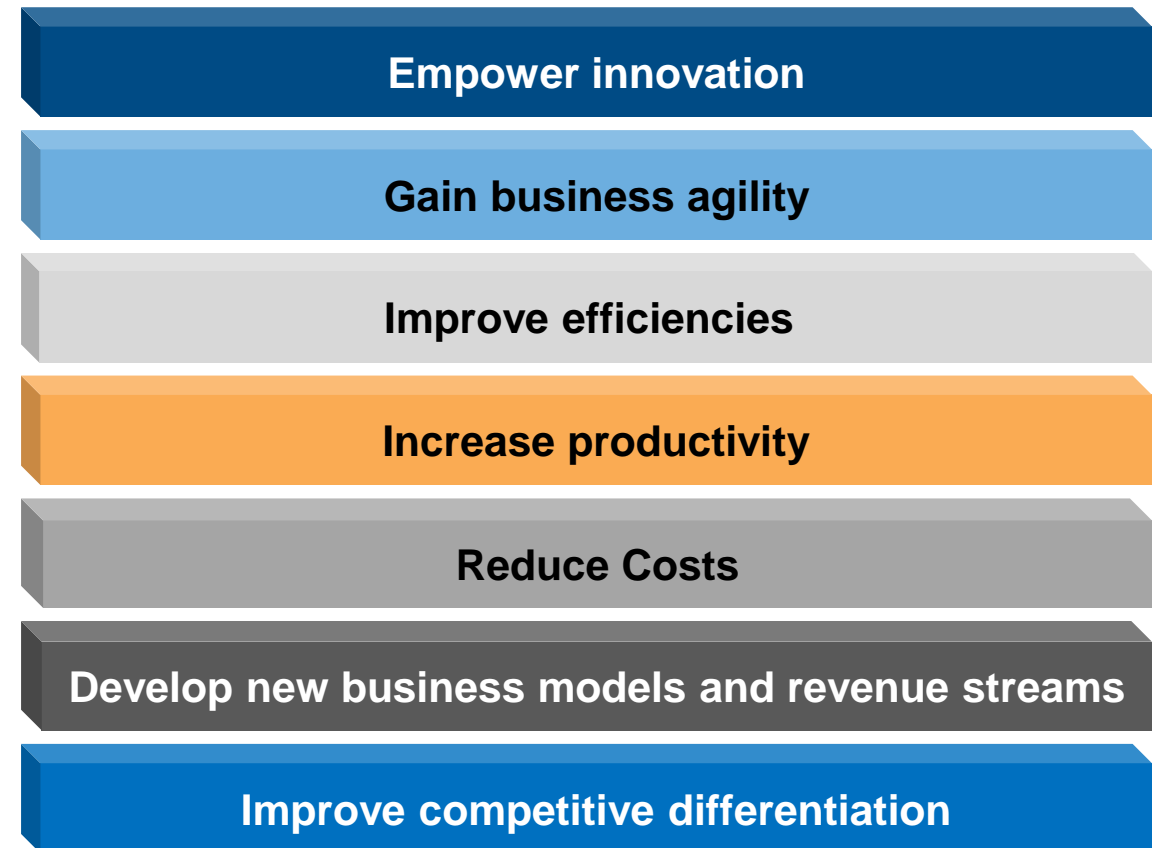 Empower innovation
Gain business agility
Improve efficiencies
Increase productivity
Reduce Costs
Develop new business models and revenue streams
Improve competitive differentiation